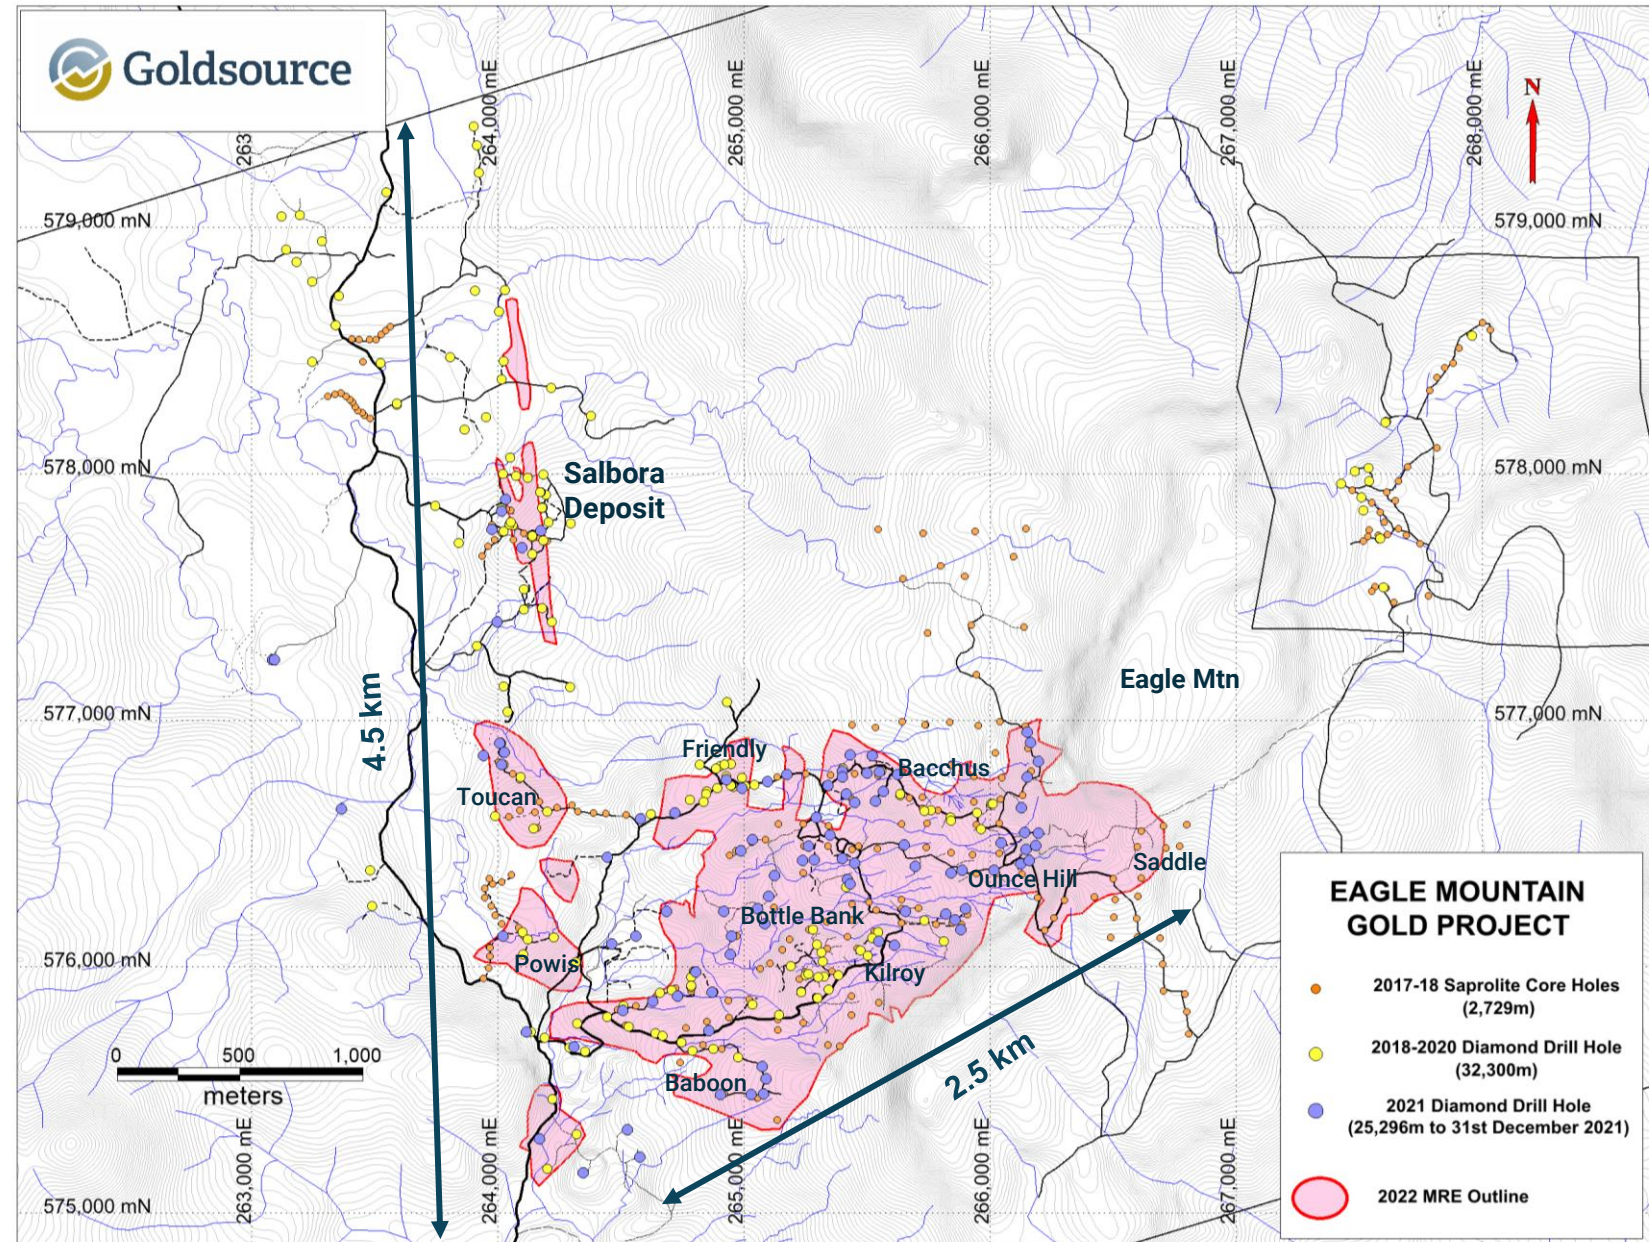 Goldsource
263
264,000 mE
265,000 mE
266,000 mE
267,000 mE
268,000 mE
N
579,000 mN
579,000 mN
578,000 mN
578,000 mN
Salbora
Deposit
Eagle Mtn
4.5 km
577,000 mN
577,000 mN
Friendly
Bacchus
Toucan
Saddle
Ounce Hill
Bottle Bank
Powis
Kilroy
576,000 mN
2.5 km
Baboon
0 500 1,000
meters
263,000 mE
264,000 mE
265,000 mE
266,000 mE
267,000 mE
575,000 mN
EAGLE MOUNTAIN
GOLD PROJECT
2017-18 Saprolite Core Holes
(2,729m)
2018-2020 Diamond Drill Hole
(32,300m)
2021 Diamond Drill Hole
(25,296m to 31st December 2021)
2022 MRE Outline